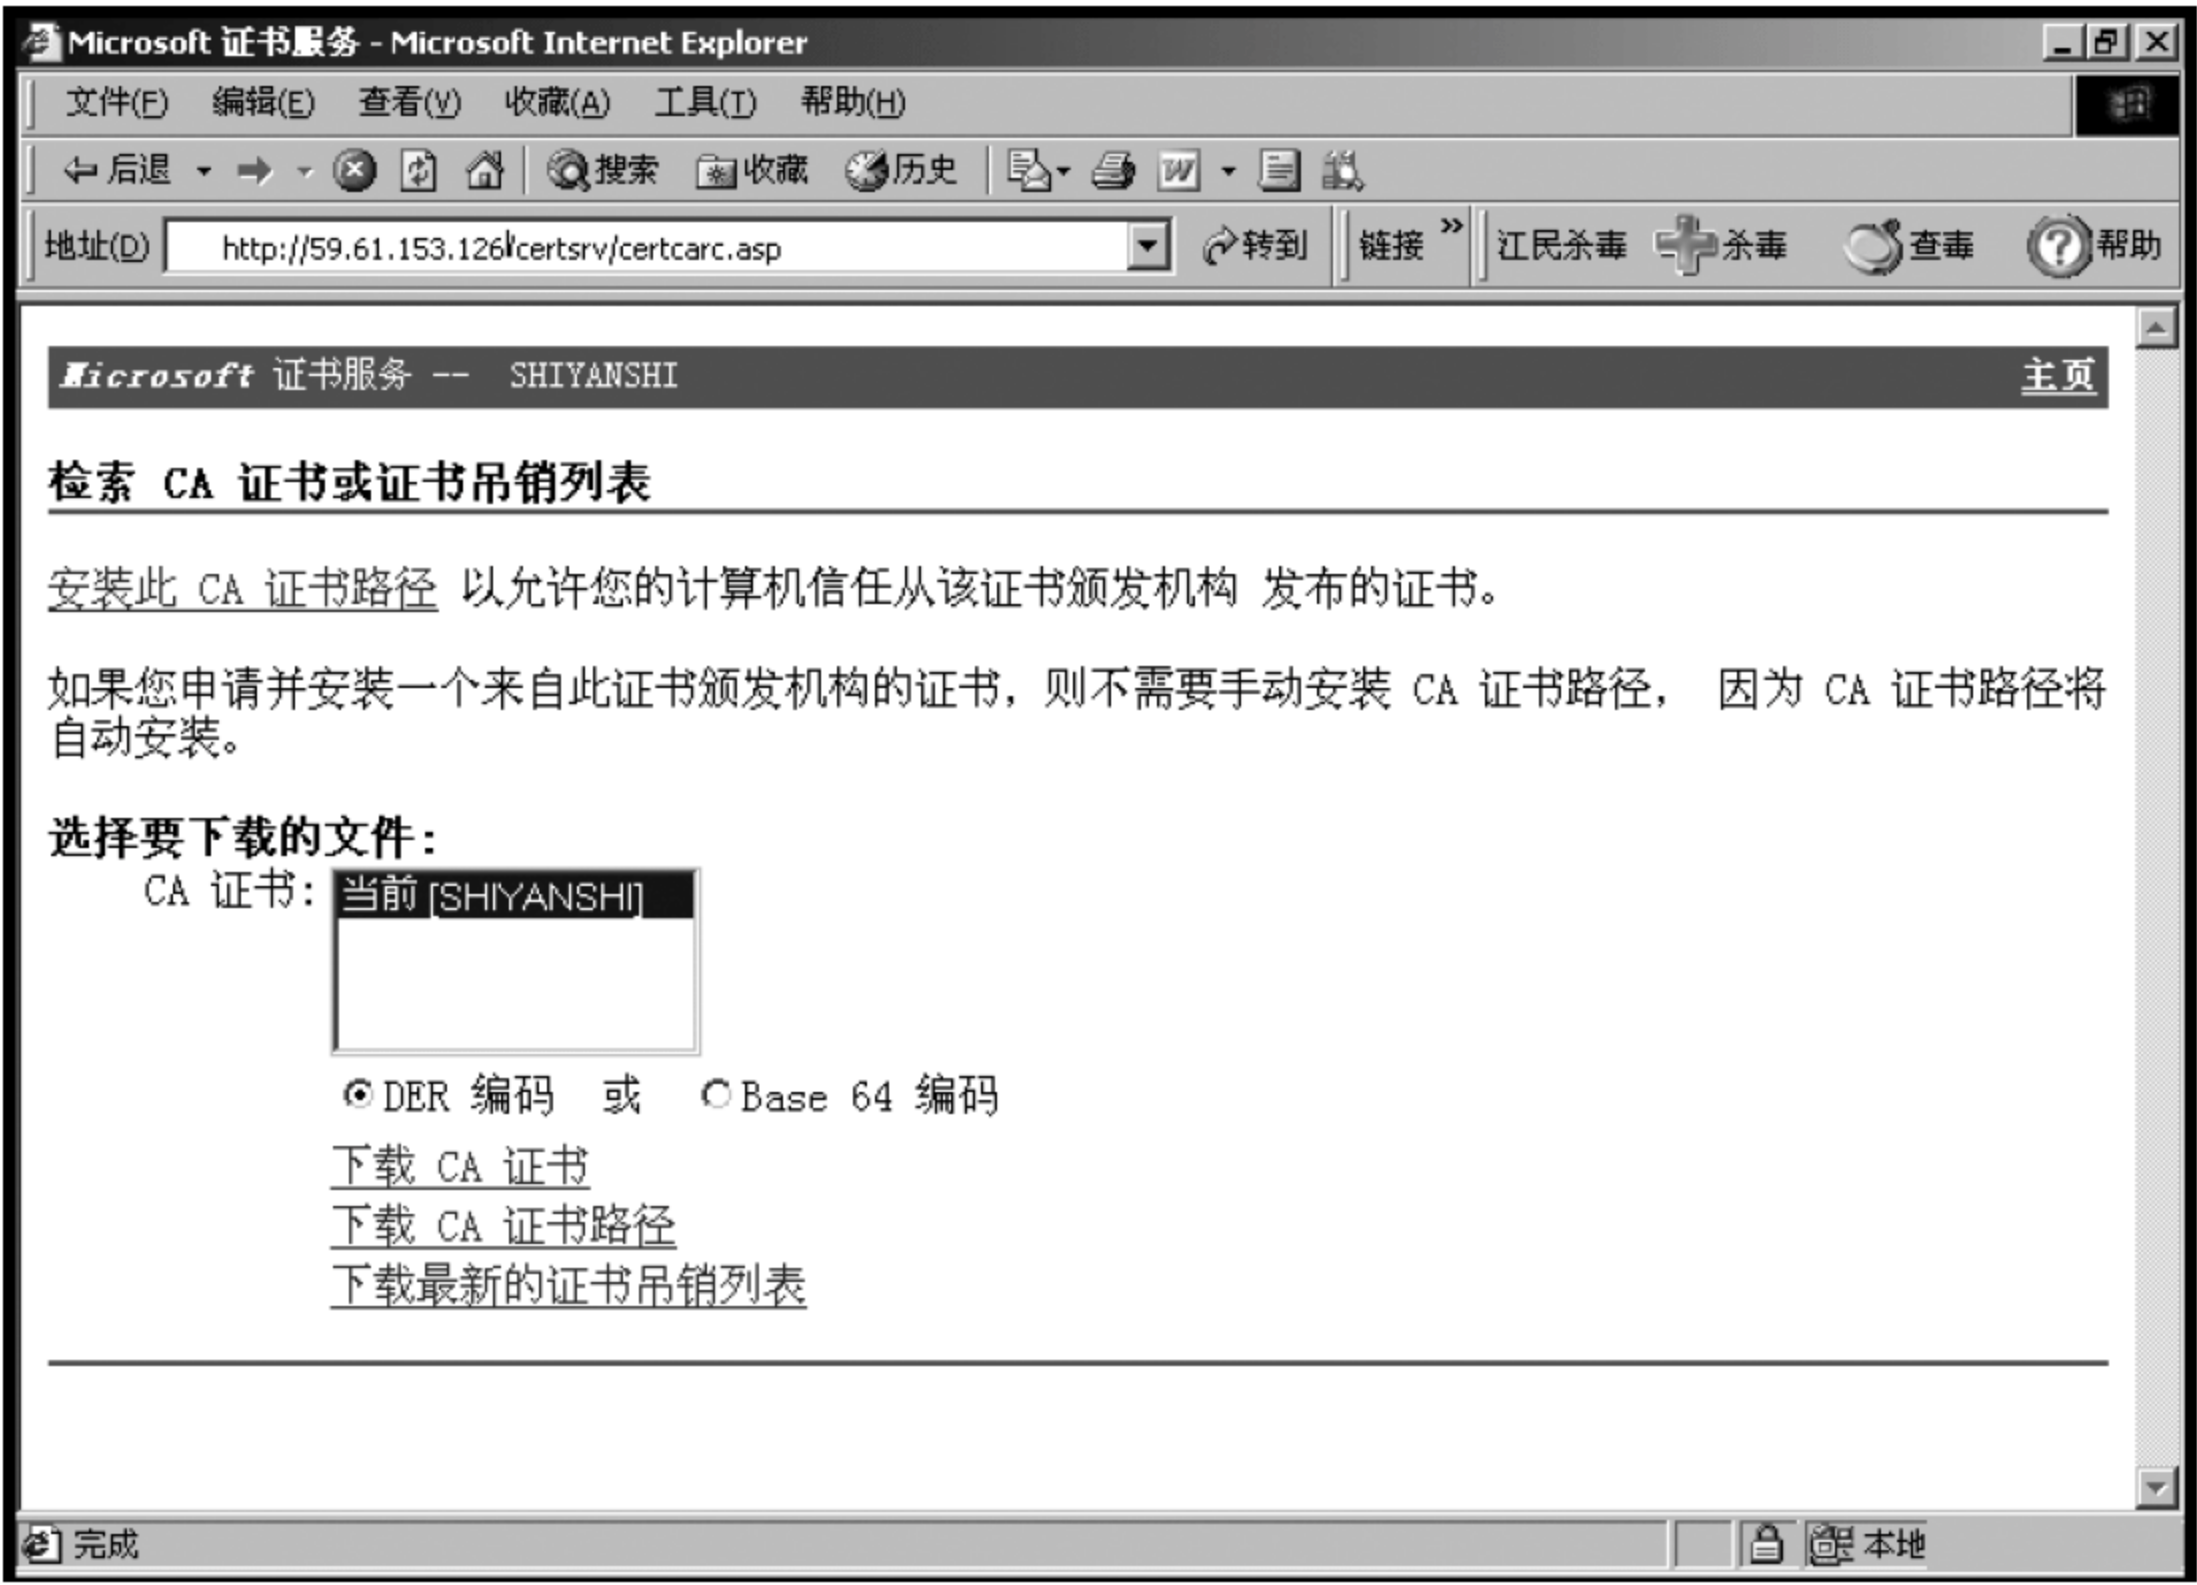 Microsoft 证书服务 - Microsoft Internet Explorer
文件(F) 编辑(E) 查看(V) 收藏(A) 工具(T) 帮助(H)
后退 搜索 收藏 历史
地址(D) http://59.61.153.126/certsrv/certcarc.asp 转到 链接 » 江民杀毒 杀毒 查毒 帮助
Microsoft 证书服务 -- SHIYANSHI 主页
检索 CA 证书或证书吊销列表
安装此 CA 证书路径 以允许您的计算机信任从该证书颁发机构 发布的证书。
如果您申请并安装一个来自此证书颁发机构的证书，则不需要手动安装 CA 证书路径， 因为 CA 证书路径将
自动安装。
选择要下载的文件:
CA 证书: 当前 [SHIYANSHI]
DER 编码 或 Base 64 编码
下载 CA 证书
下载 CA 证书路径
下载最新的证书吊销列表
完成 本地